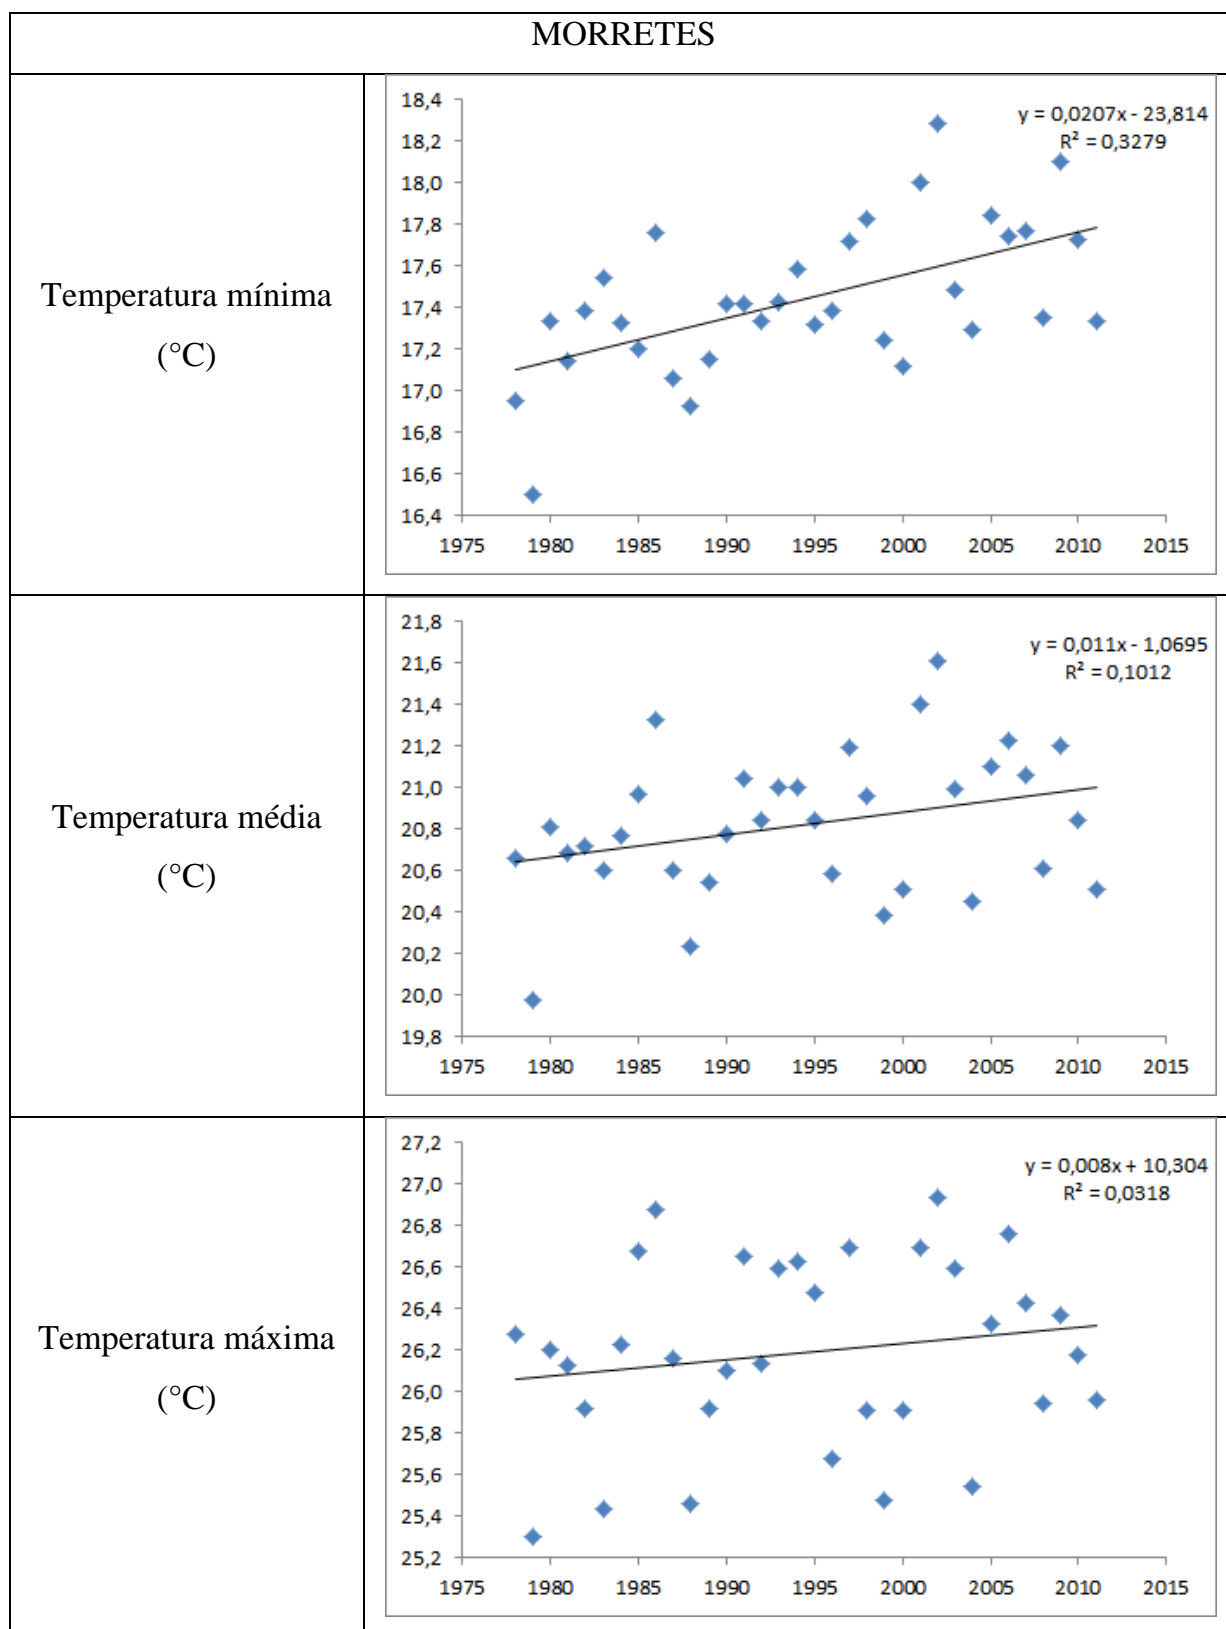 MORRETES
Temperatura mínima
(°C)
y = 0,0207x - 23,814
R² = 0,3279
18,4
18,2
18,0
17,8
17,6
17,4
17,2
17,0
16,8
16,6
16,4
1975 1980 1985 1990 1995 2000 2005 2010 2015
Temperatura média
(°C)
y = 0,011x - 1,0695
R² = 0,1012
21,8
21,6
21,4
21,2
21,0
20,8
20,6
20,4
20,2
20,0
19,8
1975 1980 1985 1990 1995 2000 2005 2010 2015
Temperatura máxima
(°C)
y = 0,008x + 10,304
R² = 0,0318
27,2
27,0
26,8
26,6
26,4
26,2
26,0
25,8
25,6
25,4
25,2
1975 1980 1985 1990 1995 2000 2005 2010 2015